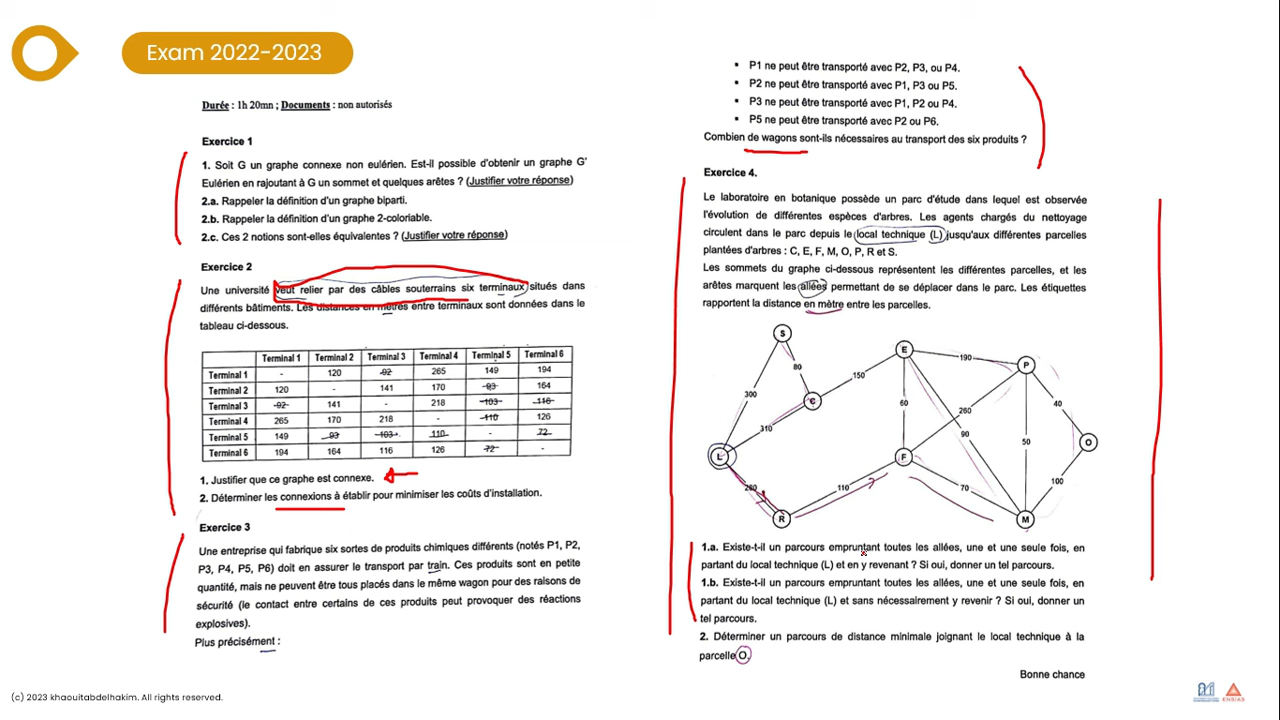 Exam 2022-2023
Durée : 1h 20mn ; Documents : non autorisés
Exercice 1
1. Soit G un graphe connexe non eulérien. Est-il possible d'obtenir un graphe G'
Eulérien en rajoutant à G un sommet et quelques arêtes ? (Justifier votre réponse)
2.a. Rappeler la définition d'un graphe biparti.
2.b. Rappeler la définition d'un graphe 2-coloriable.
2.c. Ces 2 notions sont-elles équivalentes ? (Justifier votre réponse)
Exercice 2
Une université veut relier par des câbles souterrains six terminaux situés dans
différents bâtiments. Les distances en mètres entre terminaux sont données dans le
tableau ci-dessous.
Terminal 1 Terminal 2 Terminal 3 Terminal 4 Terminal 5 Terminal 6
Terminal 1 - 120 92 265 149 194
Terminal 2 120 - 141 170 93 164
Terminal 3 92 141 - 218 103 116
Terminal 4 265 170 218 - 110 126
Terminal 5 149 93 103 110 - 72
Terminal 6 194 164 116 126 72 -
1. Justifier que ce graphe est connexe.
2. Déterminer les connexions à établir pour minimiser les coûts d'installation.
Exercice 3
Une entreprise qui fabrique six sortes de produits chimiques différents (notés P1, P2,
P3, P4, P5, P6) doit en assurer le transport par train. Ces produits sont en petite
quantité, mais ne peuvent être tous placés dans le même wagon pour des raisons de
sécurité (le contact entre certains de ces produits peut provoquer des réactions
explosives).
Plus précisément :
• P1 ne peut être transporté avec P2, P3, ou P4.
• P2 ne peut être transporté avec P1, P3 ou P5.
• P3 ne peut être transporté avec P1, P2 ou P4.
• P5 ne peut être transporté avec P2 ou P6.
Combien de wagons sont-ils nécessaires au transport des six produits ?
Exercice 4.
Le laboratoire en botanique possède un parc d'étude dans lequel est observée
l'évolution de différentes espèces d'arbres. Les agents chargés du nettoyage
circulent dans le parc depuis le local technique (L) jusqu'aux différentes parcelles
plantées d'arbres : C, E, F, M, O, P, R et S.
Les sommets du graphe ci-dessous représentent les différentes parcelles, et les
arêtes marquent les allées permettant de se déplacer dans le parc. Les étiquettes
rapportent la distance en mètre entre les parcelles.
S
E
190
P
80
150
300
C
60
260
40
310
90
50
O
L
F
110
70
100
R
M
1.a. Existe-t-il un parcours empruntant toutes les allées, une et une seule fois, en
partant du local technique (L) et en y revenant ? Si oui, donner un tel parcours.
1.b. Existe-t-il un parcours empruntant toutes les allées, une et une seule fois, en
partant du local technique (L) et sans nécessairement y revenir ? Si oui, donner un
tel parcours.
2. Déterminer un parcours de distance minimale joignant le local technique à la
parcelle O.
Bonne chance
(c) 2023 khaouitabdelhakim. All rights reserved.
ENSIAS